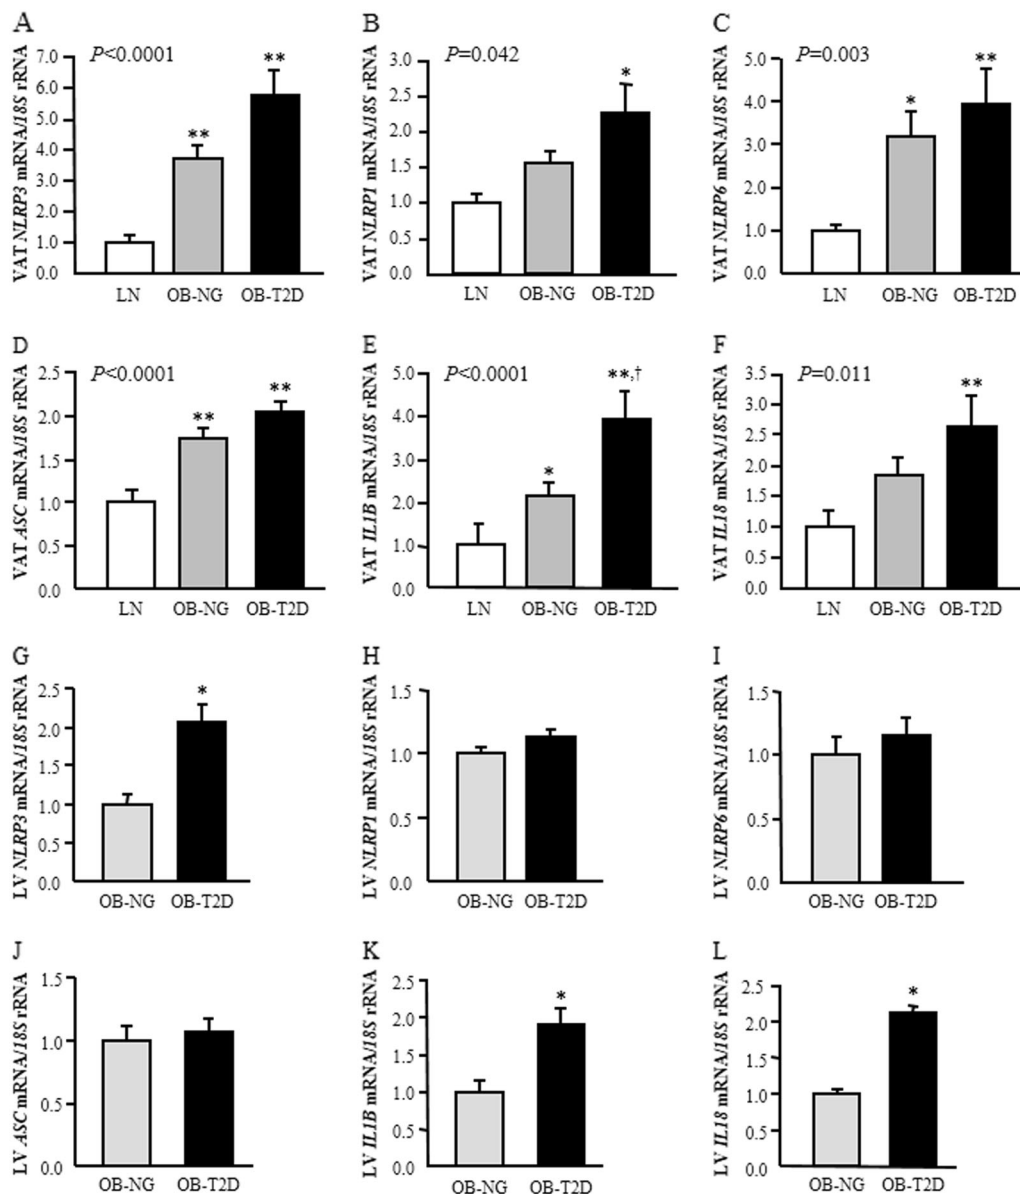 A
VAT NLRP3 mRNA/18S rRNA
P<0.0001
7.0
6.0
5.0
4.0
3.0
2.0
1.0
0.0
**
**
LN OB-NG OB-T2D
B
VAT NLRP1 mRNA/18S rRNA
P=0.042
3.0
2.5
2.0
1.5
1.0
0.5
0.0
*
LN OB-NG OB-T2D
C
VAT NLRP6 mRNA/18S rRNA
P=0.003
5.0
4.0
3.0
2.0
1.0
0.0
*
**
LN OB-NG OB-T2D
D
VAT ASC mRNA/18S rRNA
P<0.0001
2.5
2.0
1.5
1.0
0.5
0.0
**
**
LN OB-NG OB-T2D
E
VAT IL1B mRNA/18S rRNA
P<0.0001
5.0
4.0
3.0
2.0
1.0
0.0
*
**,†
LN OB-NG OB-T2D
F
VAT IL18 mRNA/18S rRNA
P=0.011
3.5
3.0
2.5
2.0
1.5
1.0
0.5
0.0
**
LN OB-NG OB-T2D
G
LV NLRP3 mRNA/18S rRNA
2.5
2.0
1.5
1.0
0.5
0.0
*
OB-NG OB-T2D
H
LV NLRP1 mRNA/18S rRNA
1.5
1.0
0.5
0.0
OB-NG OB-T2D
I
LV NLRP6 mRNA/18S rRNA
1.5
1.0
0.5
0.0
OB-NG OB-T2D
J
LV ASC mRNA/18S rRNA
1.5
1.0
0.5
0.0
OB-NG OB-T2D
K
LV IL1B mRNA/18S rRNA
2.5
2.0
1.5
1.0
0.5
0.0
*
OB-NG OB-T2D
L
LV IL18 mRNA/18S rRNA
2.5
2.0
1.5
1.0
0.5
0.0
*
OB-NG OB-T2D